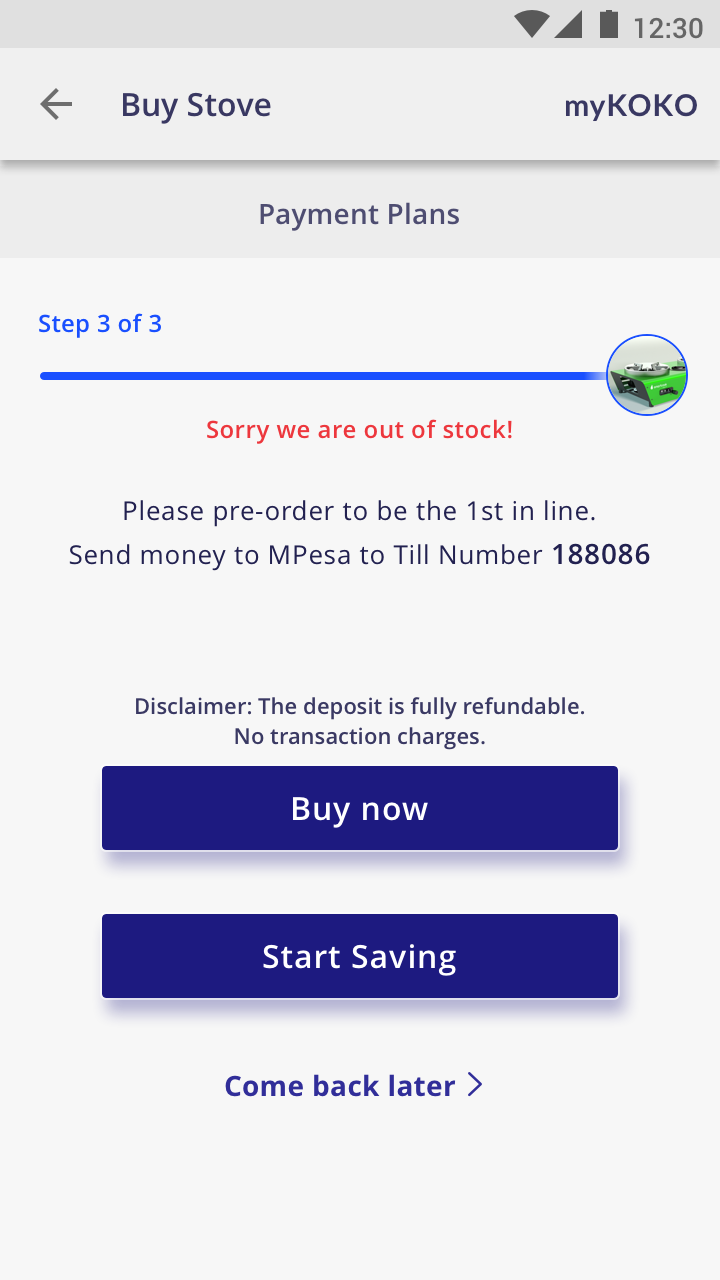 12:30
Buy Stove
myKOKO
Payment Plans
Step 3 of 3
Sorry we are out of stock!
Please pre-order to be the 1st in line.
Send money to MPesa to Till Number 188086
Disclaimer: The deposit is fully refundable.
No transaction charges.
Buy now
Start Saving
Come back later